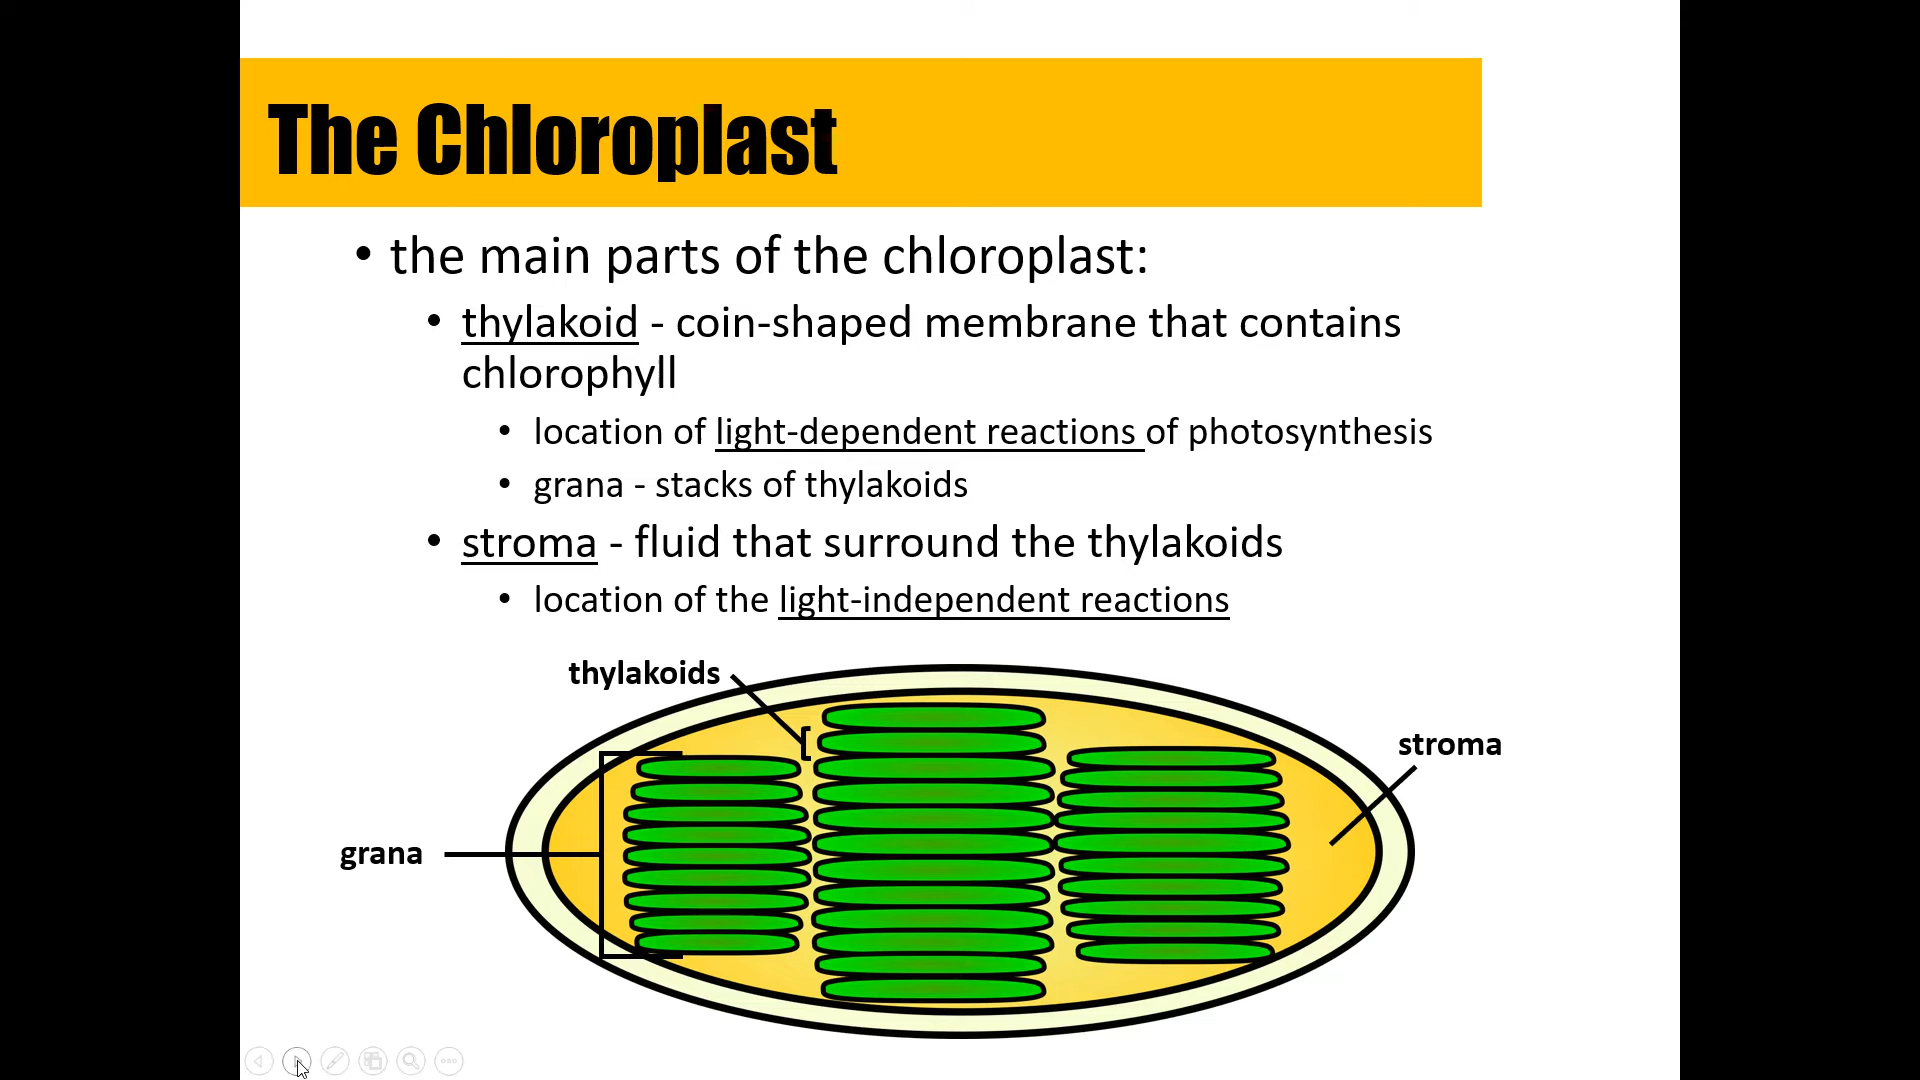 The Chloroplast
• the main parts of the chloroplast:
• thylakoid - coin-shaped membrane that contains
chlorophyll
• location of light-dependent reactions of photosynthesis
• grana - stacks of thylakoids
• stroma - fluid that surround the thylakoids
• location of the light-independent reactions
thylakoids
stroma
grana